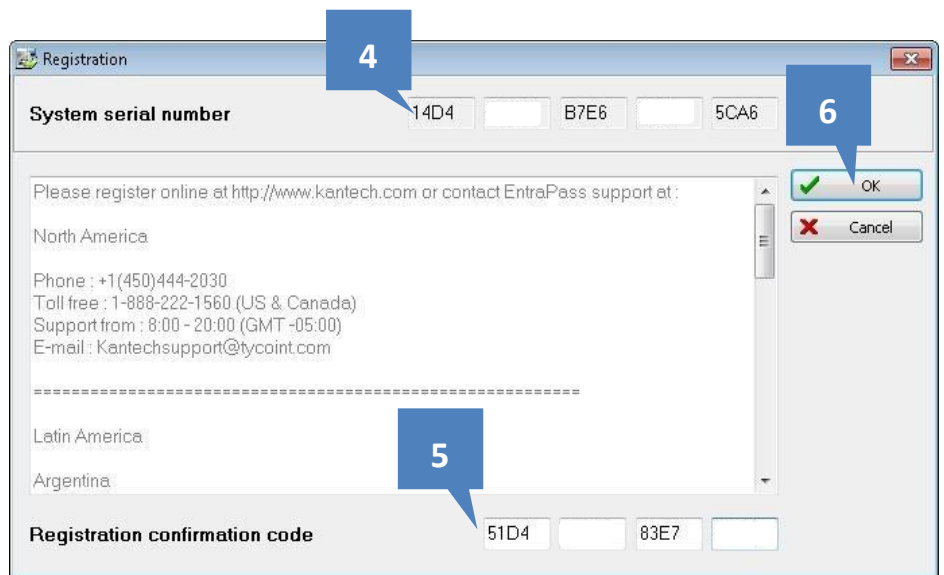 4
Registration
System serial number 14D4 B7E6 5CA6
6
Please register online at http://www.kantech.com or contact EntraPass support at :
OK
North America
Cancel
Phone : +1(450)444-2030
Toll free : 1-888-222-1560 (US & Canada)
Support from : 8:00 - 20:00 (GMT -05:00)
E-mail : Kantechsupport@tycoint.com
==========================================================
Latin America
5
Argentina
Registration confirmation code 51D4 83E7